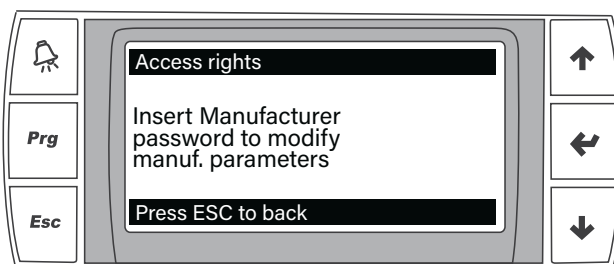 Access rights
Insert Manufacturer
password to modify
manuf. parameters
Press ESC to back
Prg
Esc